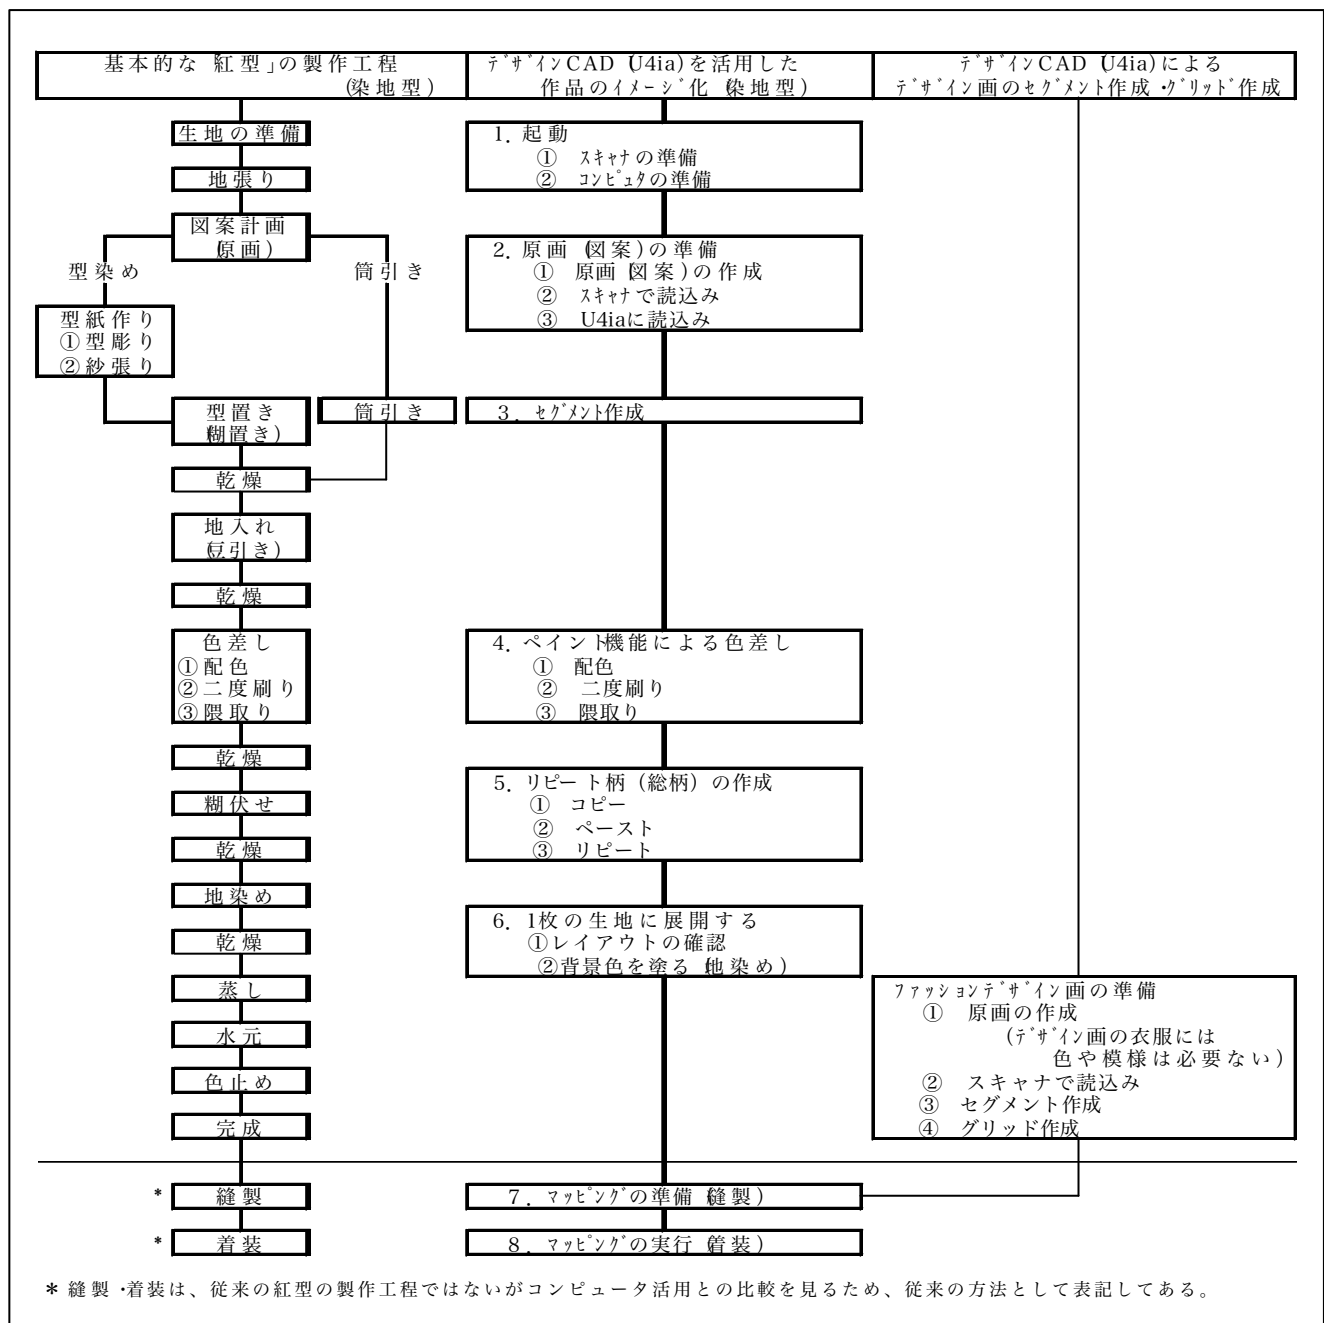 基本的な「紅型」の製作工程
(染地型)
デザインCAD(U4ia)を活用した
作品のイメージ化(染地型)
デザインCAD(U4ia)による
デザイン画のセグメント作成・グリッド作成
生地の準備
地張り
図案計画
(原画)
型染め
筒引き
型紙作り
①型彫り
②紗張り
型置き
(糊置き)
筒引き
乾燥
地入れ
(豆引き)
乾燥
色差し
①配色
②二度刷り
③隈取り
乾燥
糊伏せ
乾燥
地染め
乾燥
蒸し
水元
色止め
完成
* 縫製
* 着装
1. 起動
① スキャナの準備
② コンピュタの準備
2. 原画(図案)の準備
① 原画(図案)の作成
② スキャナで読込み
③ U4iaに読込み
3. セグメント作成
4. ペイント機能による色差し
① 配色
② 二度刷り
③ 隈取り
5. リピート柄(総柄)の作成
① コピー
② ペースト
③ リピート
6. 1枚の生地に展開する
①レイアウトの確認
②背景色を塗る(地染め)
7. マッピングの準備(縫製)
8. マッピングの実行(着装)
ファッションデザイン画の準備
① 原画の作成
(デザイン画の衣服には
色や模様は必要ない)
② スキャナで読込み
③ セグメント作成
④ グリッド作成
* 縫製・着装は、従来の紅型の製作工程ではないがコンピュータ活用との比較を見るため、従来の方法として表記してある。